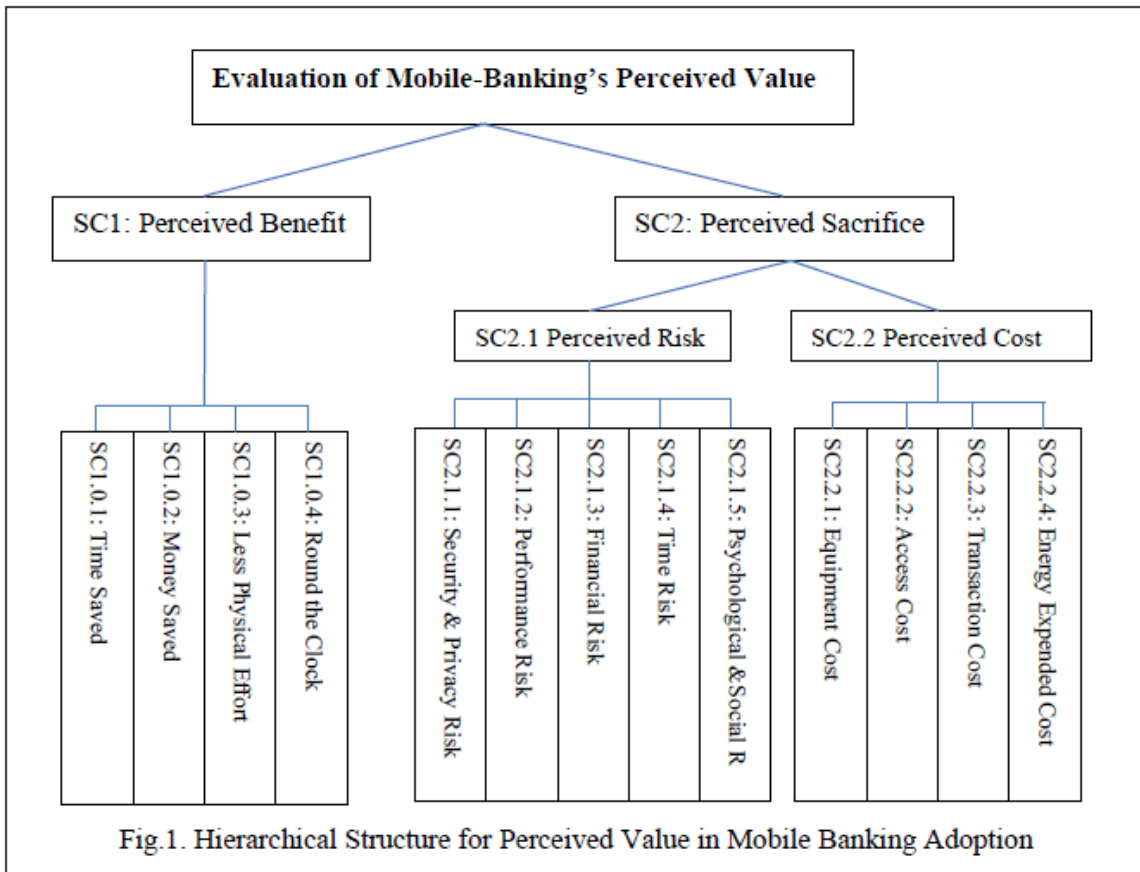 Evaluation of Mobile-Banking's Perceived Value
SC1: Perceived Benefit
SC2: Perceived Sacrifice
SC2.1 Perceived Risk
SC2.2 Perceived Cost
SC1.0.1: Time Saved
SC1.0.2: Money Saved
SC1.0.3: Less Physical Effort
SC1.0.4: Round the Clock
SC2.1.1: Security & Privacy Risk
SC2.1.2: Performance Risk
SC2.1.3: Financial Risk
SC2.1.4: Time Risk
SC2.1.5: Psychological &Social R
SC2.2.1: Equipment Cost
SC2.2.2: Access Cost
SC2.2.3: Transaction Cost
SC2.2.4: Energy Expended Cost
Fig.1. Hierarchical Structure for Perceived Value in Mobile Banking Adoption